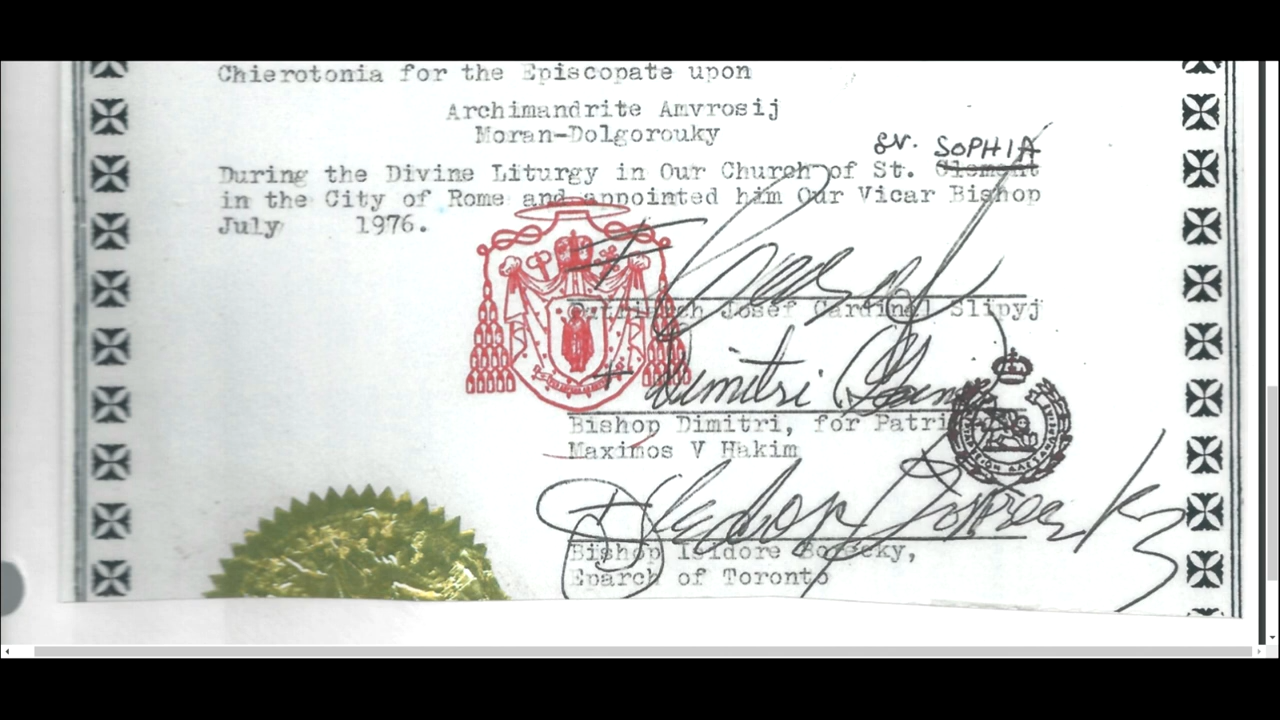 Chierotonia for the Episcopate upon
Archimandrite Amvrosij
Moran-Dolgorouky
gv. SOPHIA
During the Divine Liturgy in Our Church of St. Clement
in the City of Rome and appointed him Our Vicar Bishop
July 1976.
Patriarch Josef Cardinal Slipyj
Dimitri
Bishop Dimitri, for Patri
Maximos V Hakim
Bishop Isidore Borecky,
Eparch of Toronto